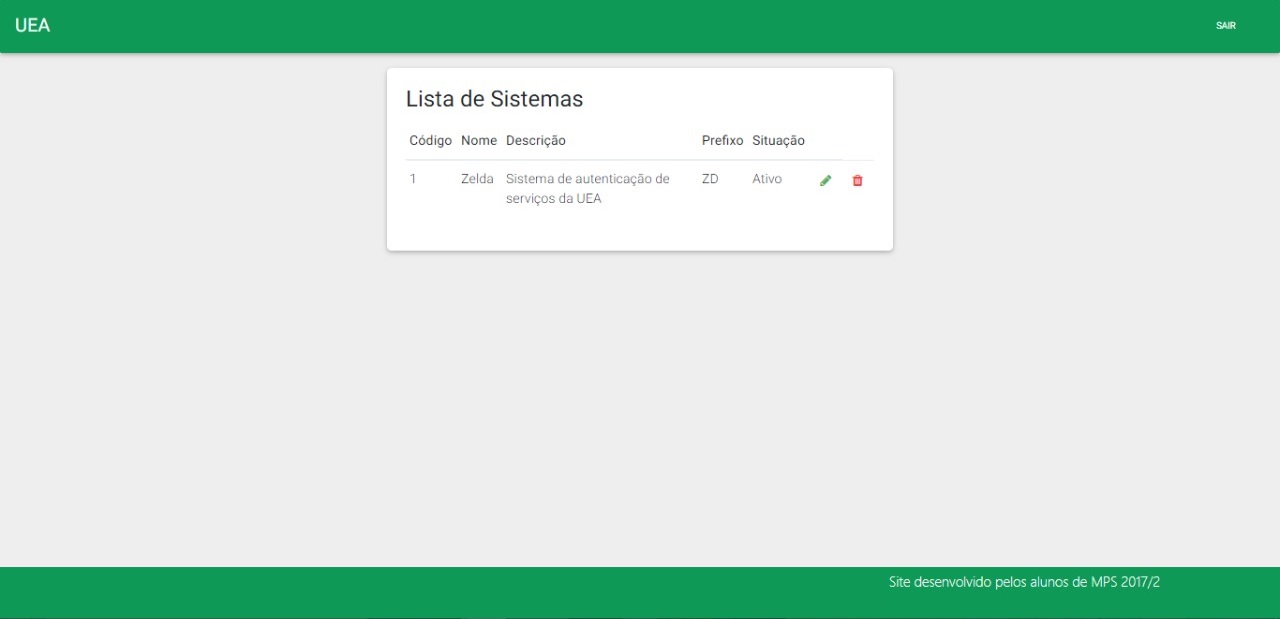 UEA
SAIR
Lista de Sistemas
Código Nome Descrição Prefixo Situação
1 Zelda Sistema de autenticação de ZD Ativo
serviços da UEA
Site desenvolvido pelos alunos de MPS 2017/2